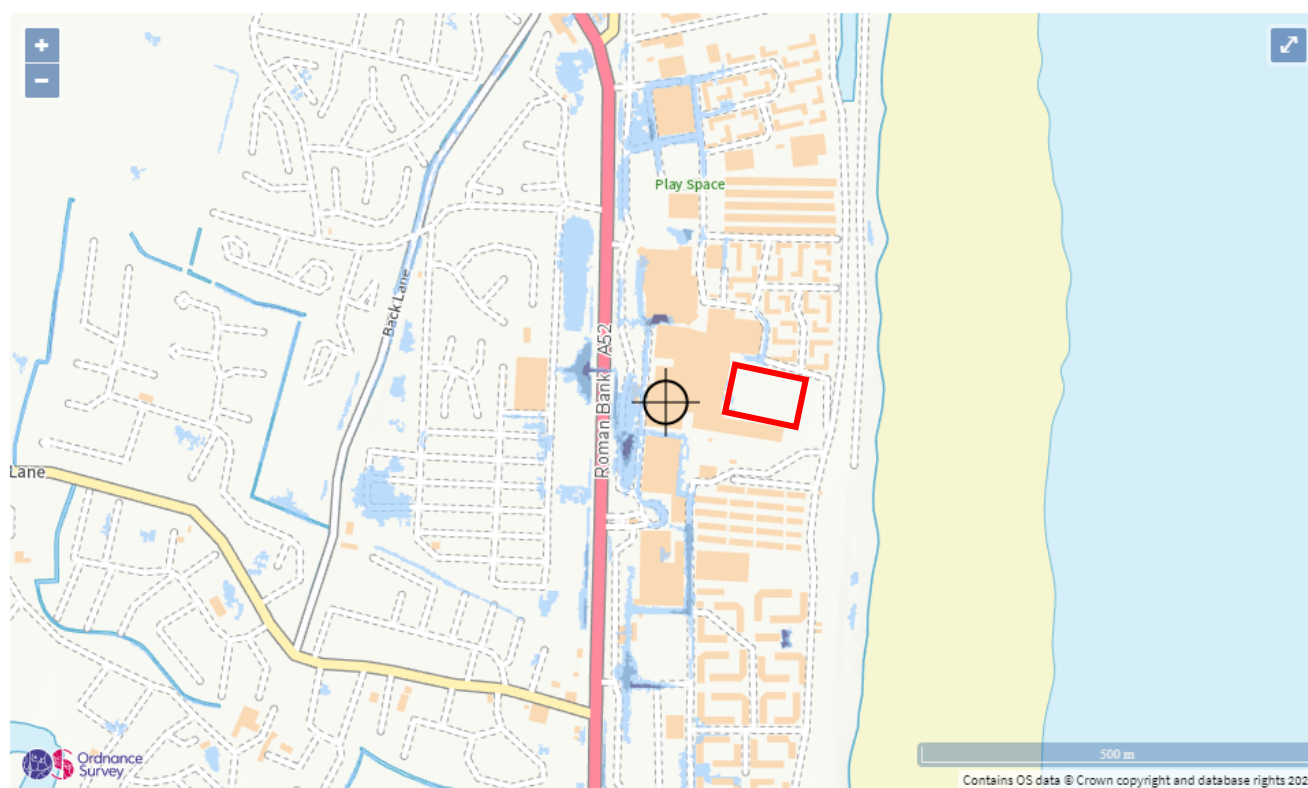 +
−
Play Space
Back Lane
Roman Bank A52
Lane
Ordnance
Survey
500 m
Contains OS data © Crown copyright and database rights 202